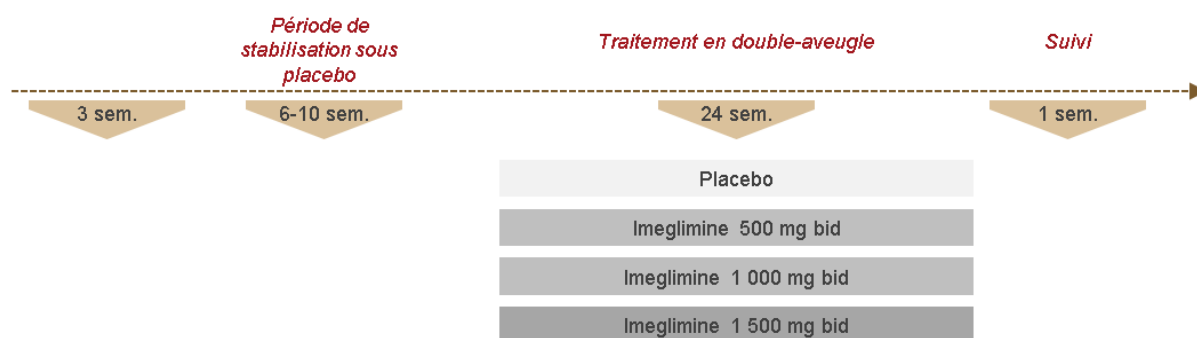 Période de
stabilisation sous
placebo
Traitement en double-aveugle
Suivi
3 sem.
6-10 sem.
24 sem.
1 sem.
Placebo
Imeglimine 500 mg bid
Imeglimine 1 000 mg bid
Imeglimine 1 500 mg bid